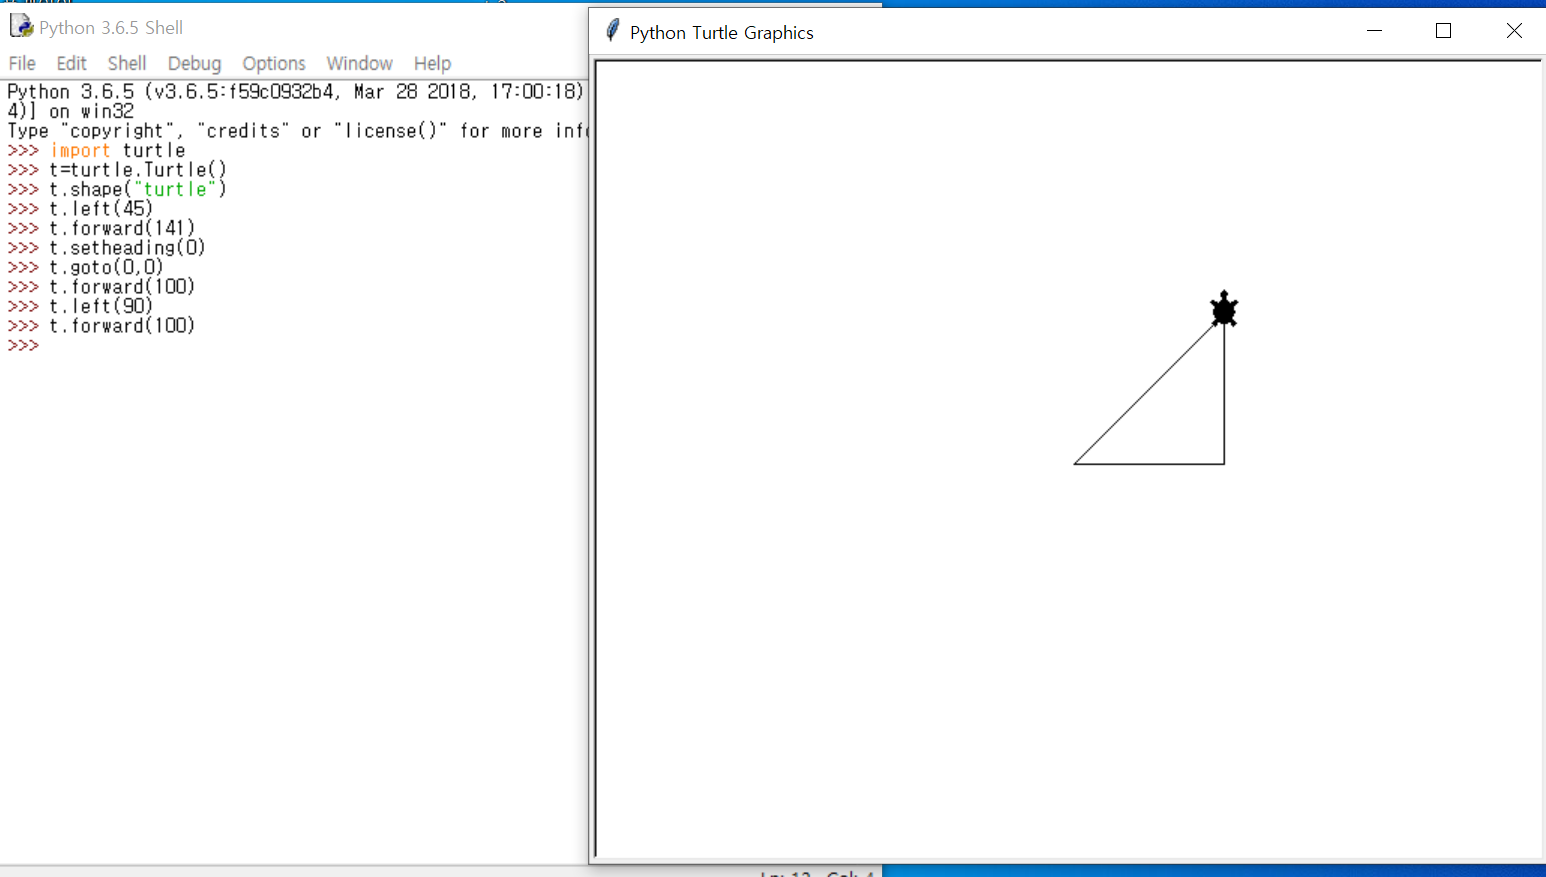 Python 3.6.5 Shell
File Edit Shell Debug Options Window Help
Python 3.6.5 (v3.6.5:f59c0932b4, Mar 28 2018, 17:00:18)
4)] on win32
Type "copyright", "credits" or "license()" for more
>>> import turtle
>>> t=turtle.Turtle()
>>> t.shape("turtle")
>>> t.left(45)
>>> t.forward(141)
>>> t.setheading(0)
>>> t.goto(0,0)
>>> t.forward(100)
>>> t.left(90)
>>> t.forward(100)
>>>
Python Turtle Graphics